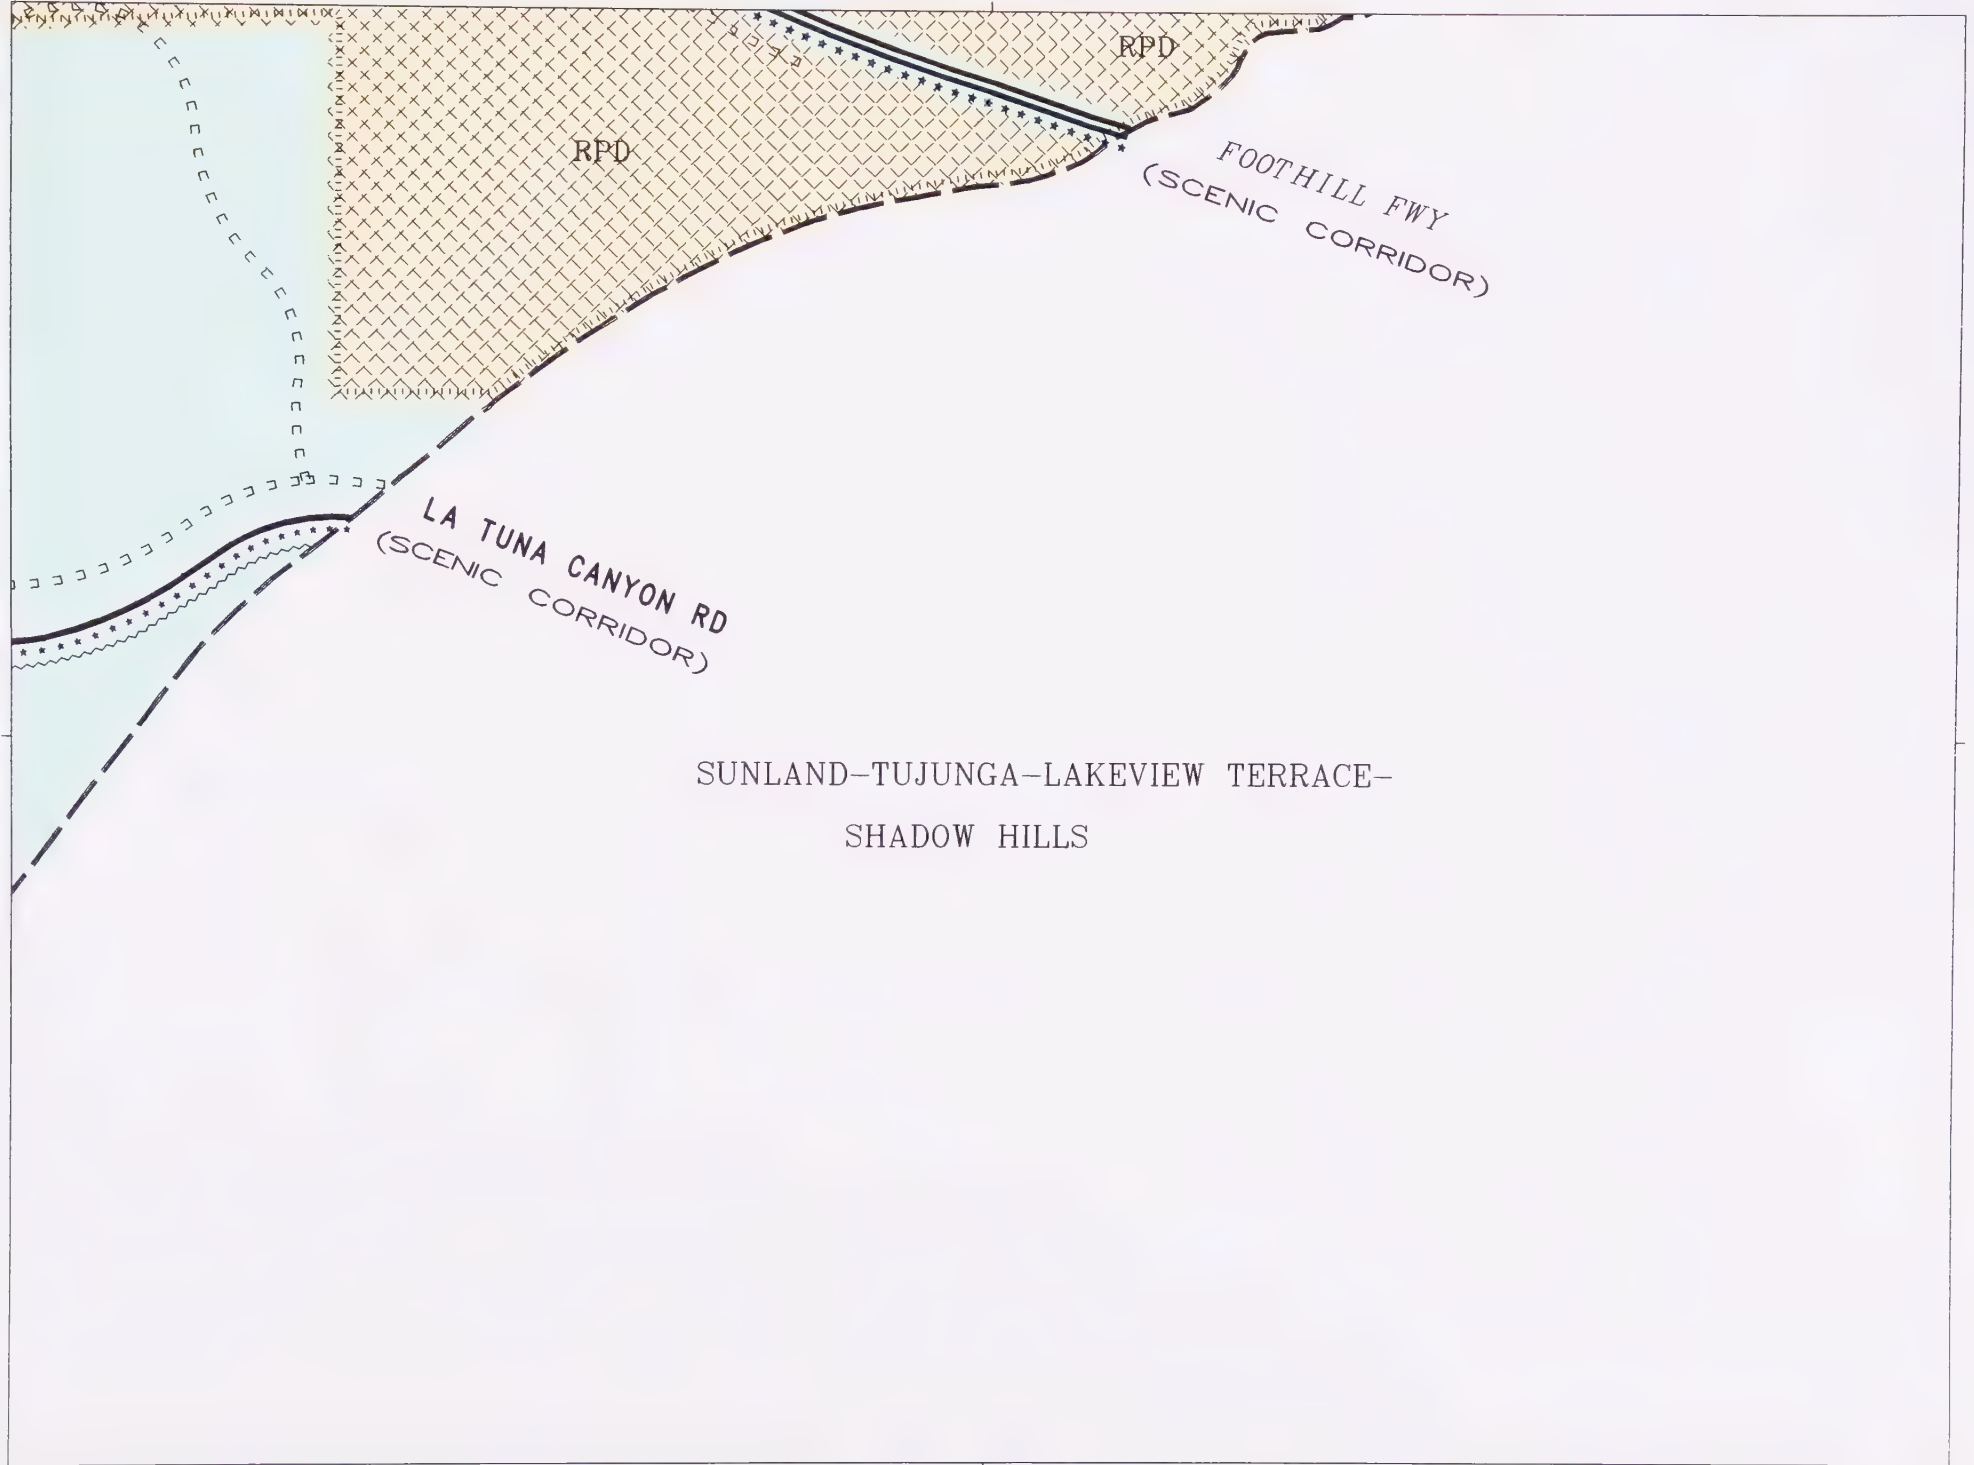 RPD
RPD
FOOTHILL FWY
(SCENIC CORRIDOR)
LA TUNA CANYON RD
(SCENIC CORRIDOR)
SUNLAND-TUJUNGA-LAKEVIEW TERRACE-
SHADOW HILLS